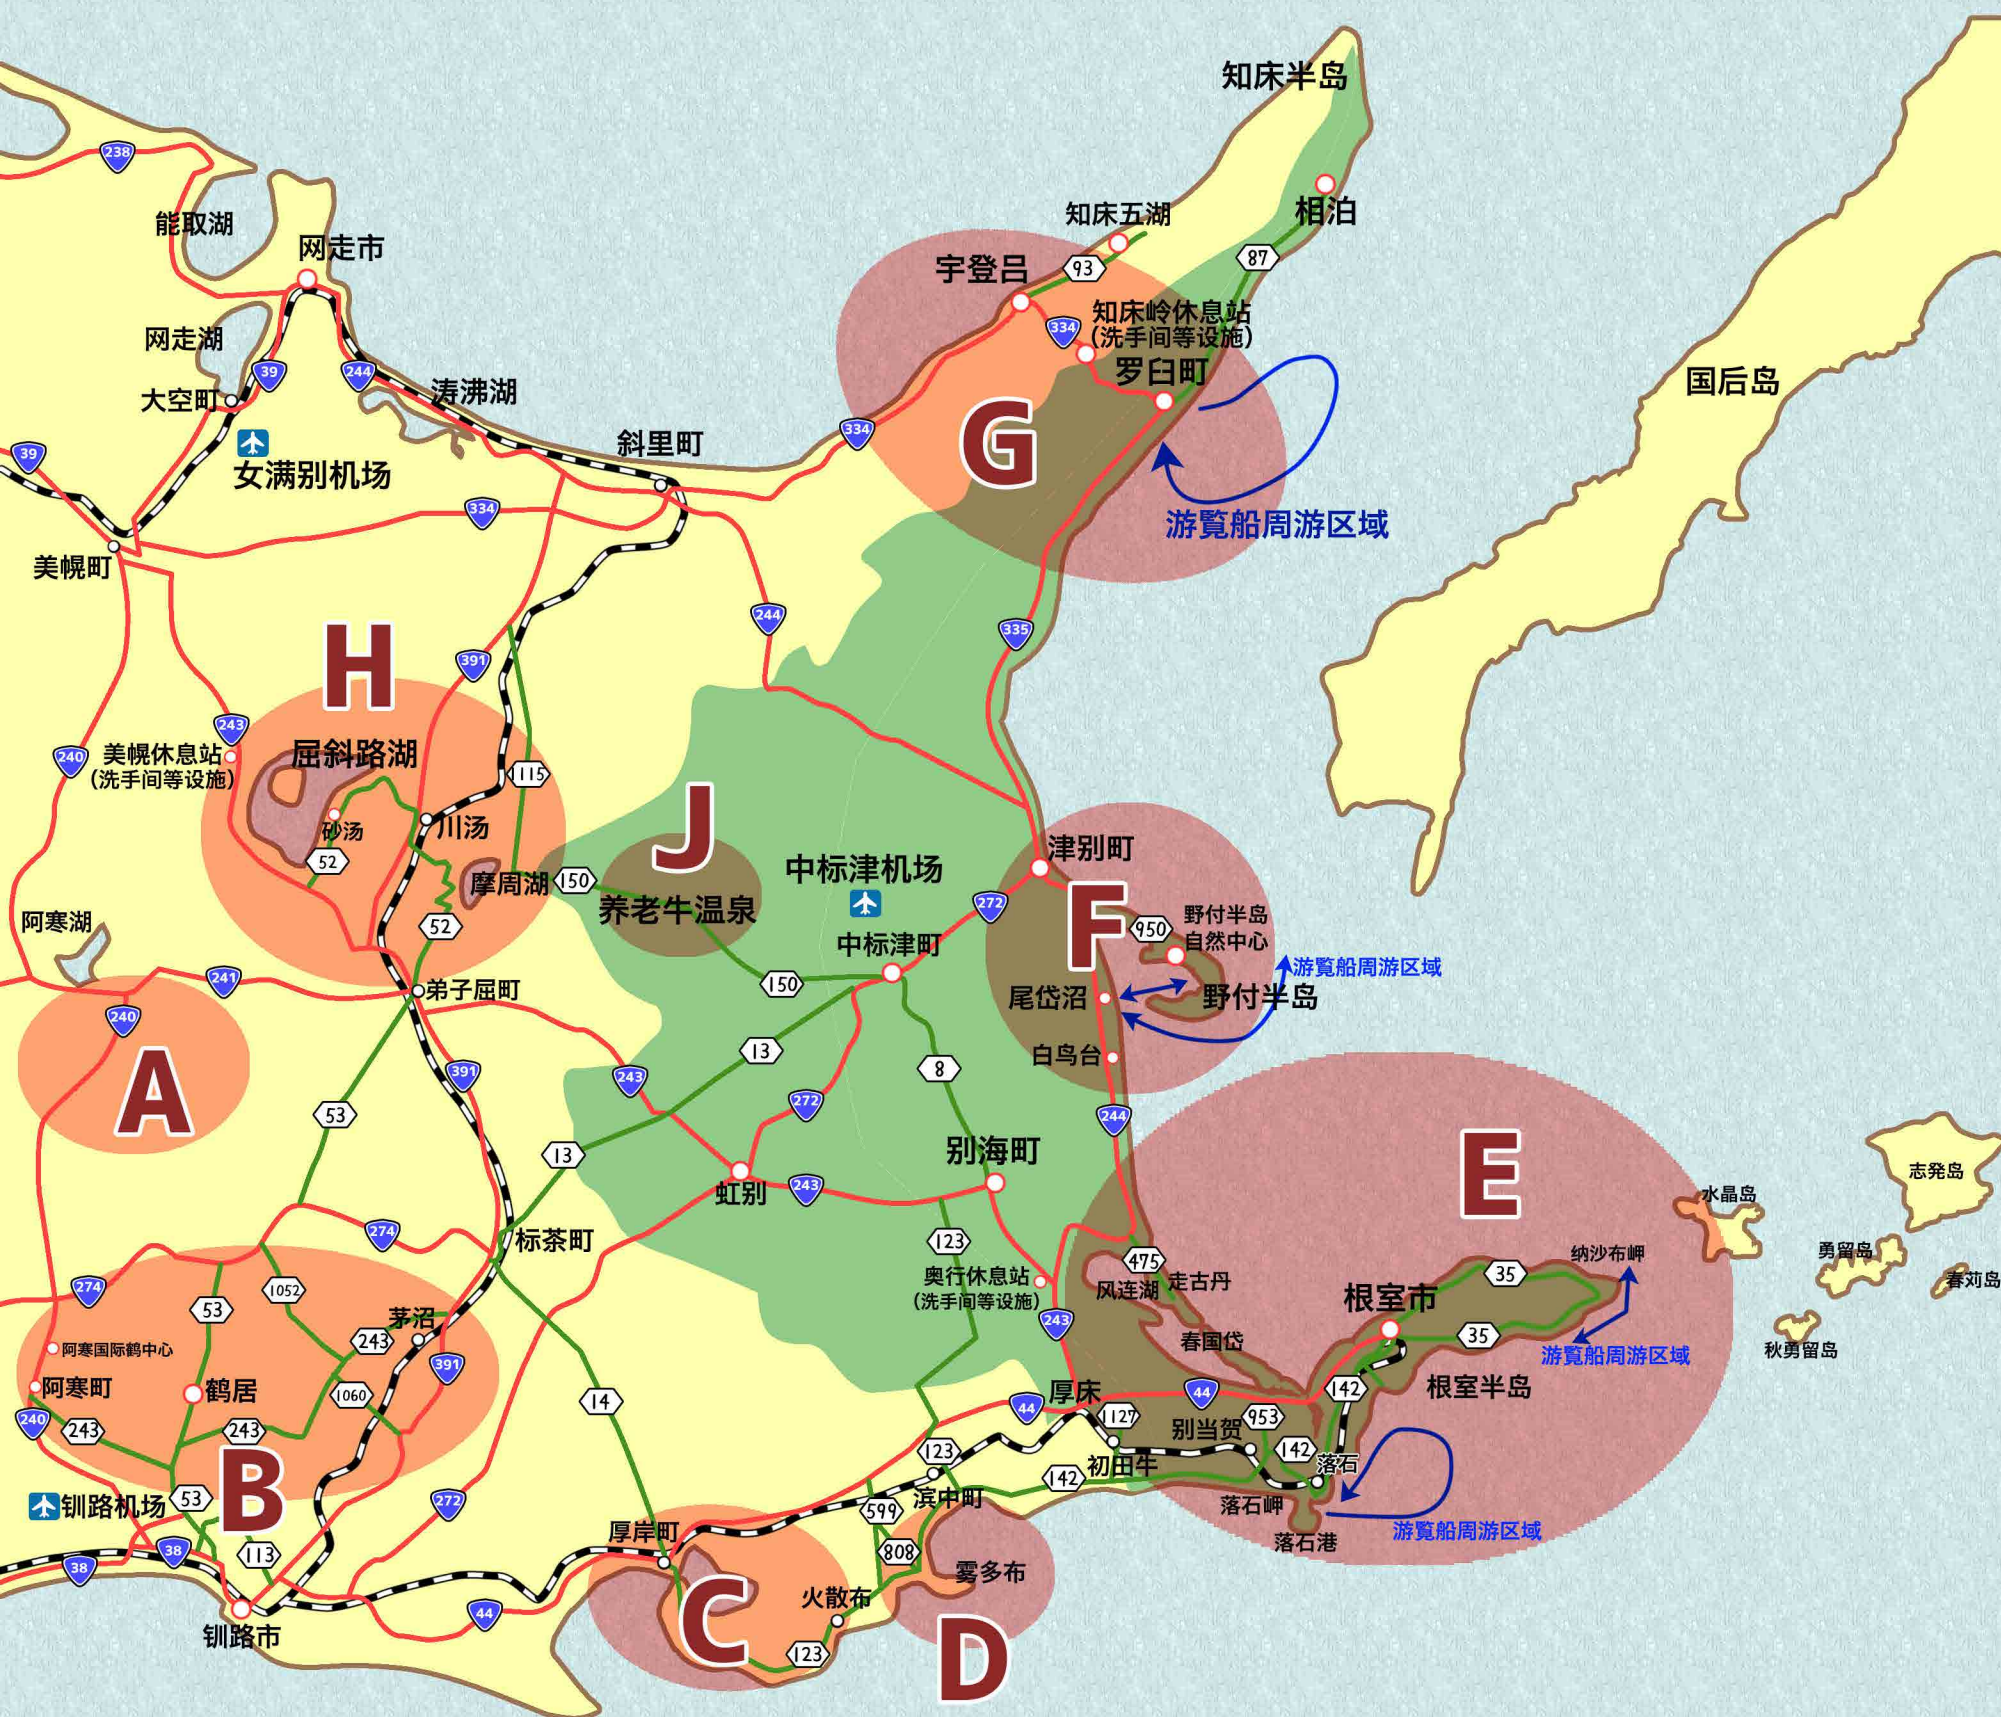 知床半岛
238
相泊
知床五湖
能取湖
网走市
87
宇登吕
93
知床岭休息站
(洗手间等设施)
334
网走湖
39
244
罗臼町
大空町
涛沸湖
国后岛
334
斜里町
G
39
女满别机场
334
游覧船周游区域
美幌町
244
335
H
391
243
240
美幌休息站
(洗手间等设施)
屈斜路湖
1115
砂汤
川汤
J
津别町
52
中标津机场
摩周湖
150
养老牛温泉
272
F
野付半岛
自然中心
950
阿寒湖
52
中标津町
游覧船周游区域
241
弟子屈町
150
尾岱沼
野付半岛
240
A
13
白鸟台
391
243
8
53
272
244
13
别海町
E
志発岛
243
虹别
水晶岛
274
标茶町
123
475
勇留岛
纳沙布岬
奥行休息站
(洗手间等设施)
风连湖
走古丹
35
春苅岛
274
1052
53
茅沼
243
243
根室市
35
春国岱
秋勇留岛
阿寒国际鹤中心
游覧船周游区域
391
阿寒町
鹤居
1060
14
44
厚床
44
142
根室半岛
240
243
243
1127
别当贺
953
B
123
142
初田牛
142
落石
钏路机场
53
272
滨中町
落石岬
599
厚岸町
落石港
游覧船周游区域
38
38
113
808
雾多布
C
火散布
44
钏路市
123
D